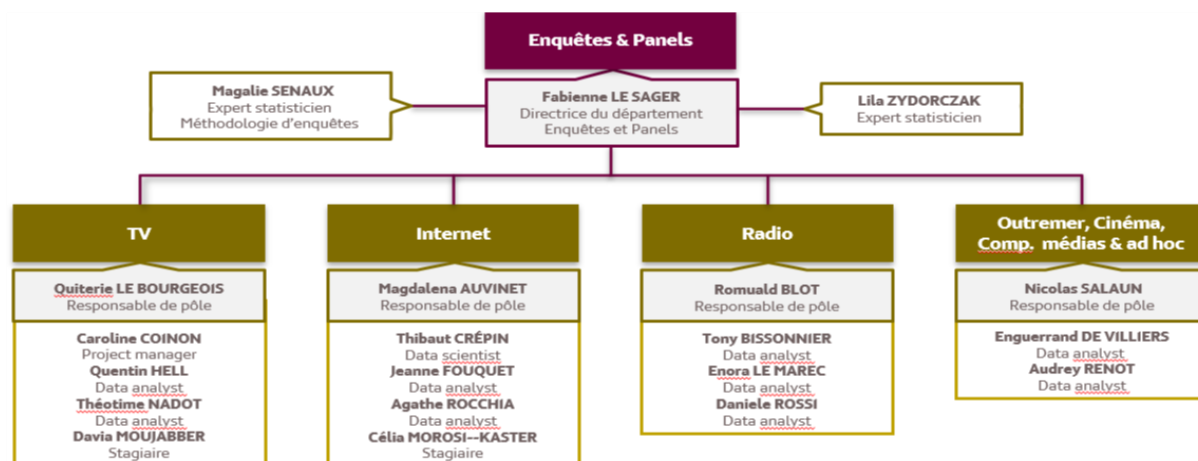 Enquêtes & Panels
Magalie SENAUX
Expert statisticien
Méthodologie d'enquêtes
Fabienne LE SAGER
Directrice du département
Enquêtes et Panels
Lila ZYDORCZAK
Expert statisticien
TV
Quiterie LE BOURGEOIS
Responsable de pôle
Caroline COINON
Project manager
Quentin HELL
Data analyst
Théotime NADOT
Data analyst
Davia MOUJABBER
Stagiaire
Internet
Magdalena AUVINET
Responsable de pôle
Thibaut CRÉPIN
Data scientist
Jeanne FOUQUET
Data analyst
Agathe ROCCHIA
Data analyst
Célia MOROSI--KASTER
Stagiaire
Radio
Romuald BLOT
Responsable de pôle
Tony BISSONNIER
Data analyst
Enora LE MAREC
Data analyst
Daniele ROSSI
Data analyst
Outremer, Cinéma,
Comp. médias & ad hoc
Nicolas SALAUN
Responsable de pôle
Enguerrand DE VILLIERS
Data analyst
Audrey RENOT
Data analyst